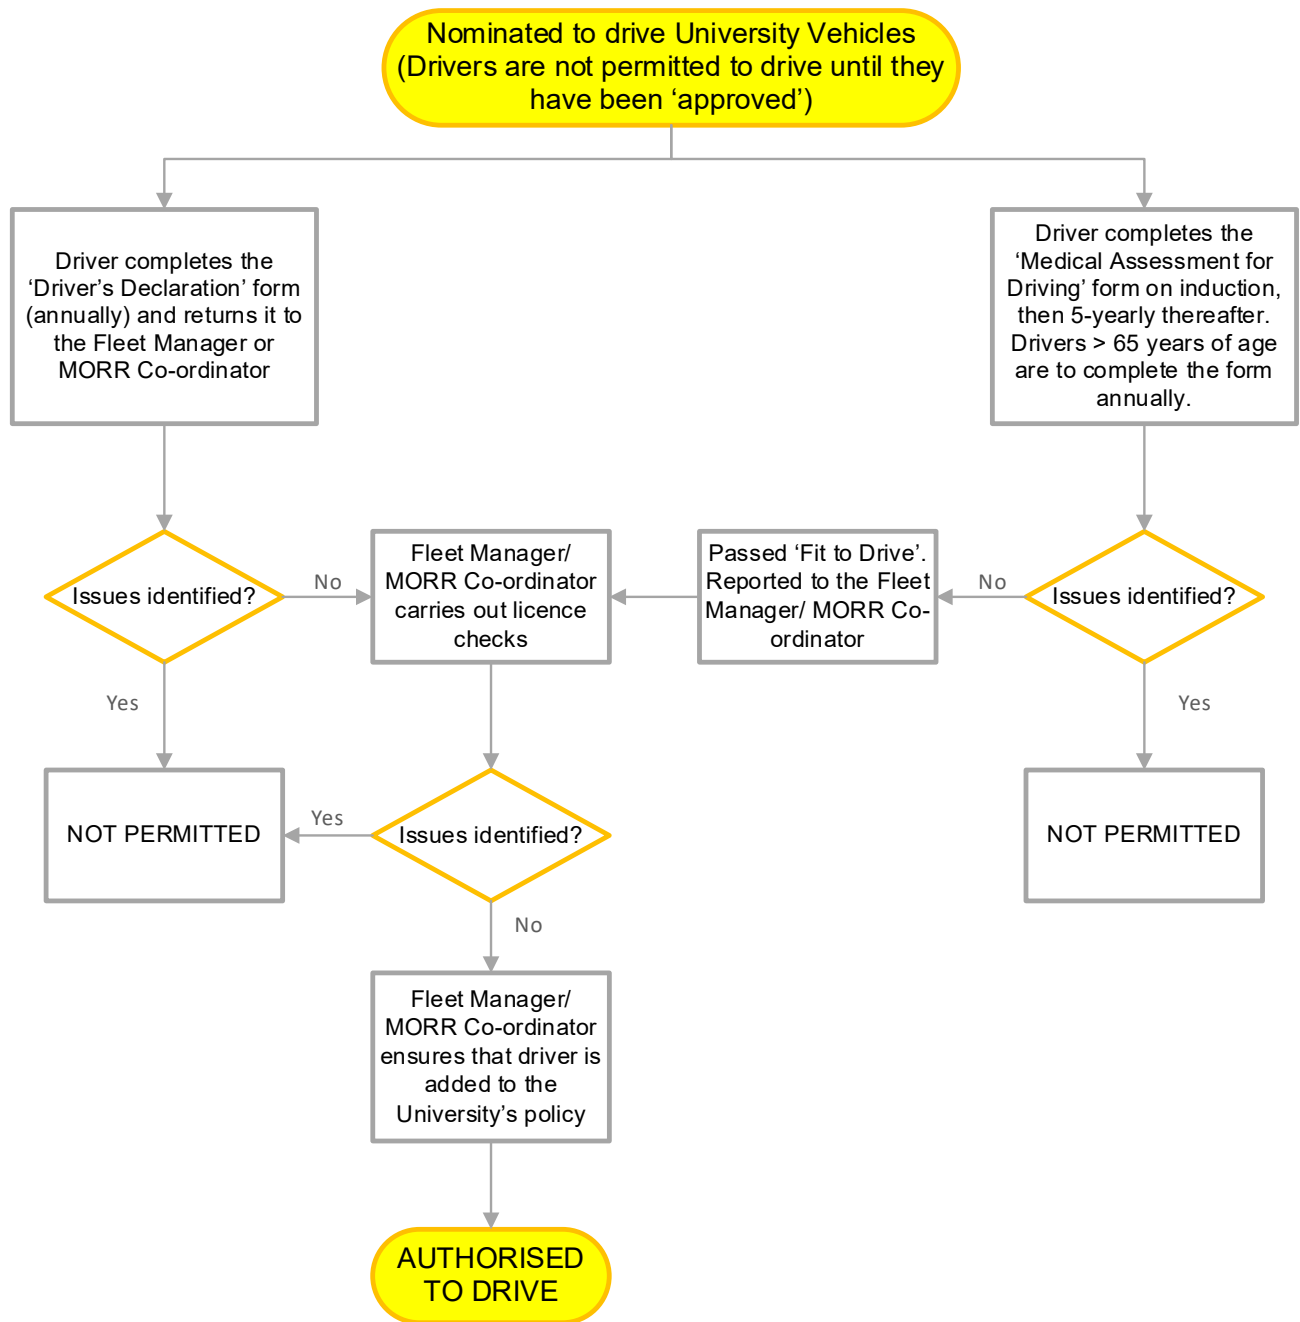 Nominated to drive University Vehicles
(Drivers are not permitted to drive until they
have been ‘approved’)
Driver completes the
‘Driver’s Declaration’ form
(annually) and returns it to
the Fleet Manager or
MORR Co-ordinator
Driver completes the
‘Medical Assessment for
Driving’ form on induction,
then 5-yearly thereafter.
Drivers > 65 years of age
are to complete the form
annually.
Issues identified?
No
Fleet Manager/
MORR Co-ordinator
carries out licence
checks
Passed ‘Fit to Drive’.
Reported to the Fleet
Manager/ MORR Co-
ordinator
No
Issues identified?
Yes
Yes
NOT PERMITTED
Yes
Issues identified?
NOT PERMITTED
No
Fleet Manager/
MORR Co-ordinator
ensures that driver is
added to the
University’s policy
AUTHORISED
TO DRIVE